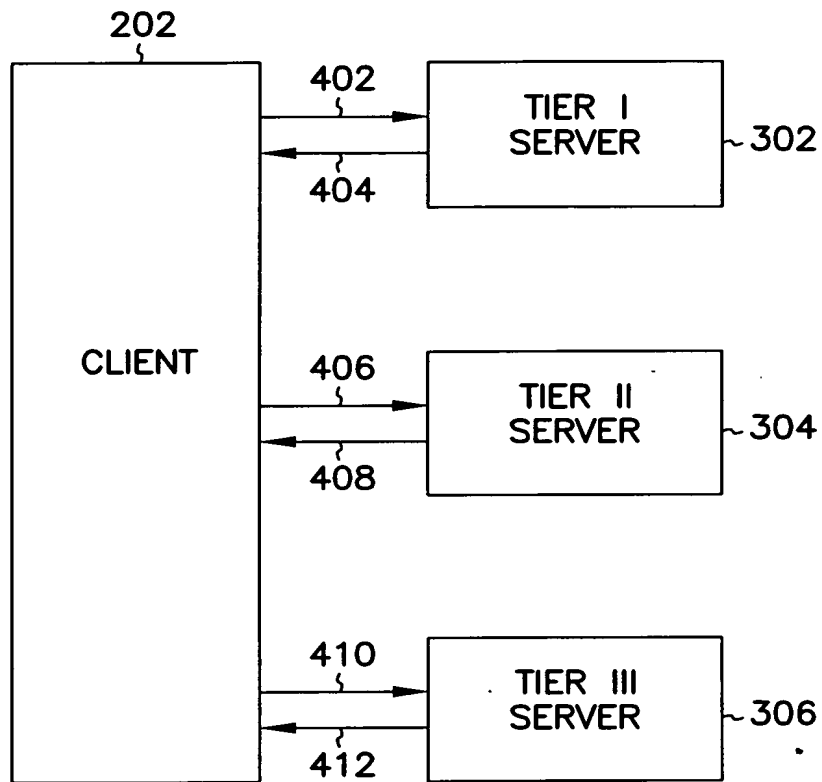 202
402
TIER I
SERVER
302
404
CLIENT
406
TIER II
SERVER
304
408
410
TIER III
SERVER
306
412